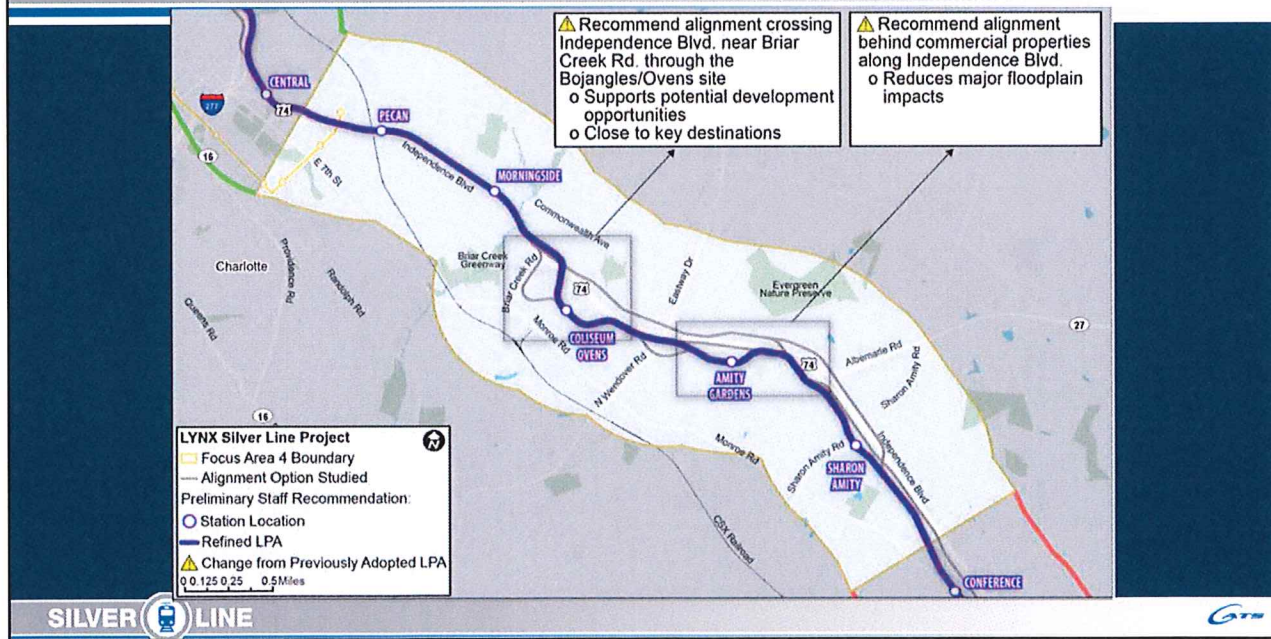 ⚠ Recommend alignment crossing
Independence Blvd. near Briar
Creek Rd. through the
Bojangles/Ovens site
o Supports potential development
opportunities
o Close to key destinations
⚠ Recommend alignment
behind commercial properties
along Independence Blvd.
o Reduces major floodplain
impacts
CENTRAL
277
74
PECAN
16
E 7th St
Independence Blvd
MORNINGSIDE
Commonwealth Ave
Charlotte
Providence Rd
Randolph Rd
Queens Rd
Briar Creek
Greenway
Briar Creek Rd
74
Eastway Dr
Evergreen
Nature Preserve
27
COLISEUM
OVENS
Monroe Rd
N Wendover Rd
AMITY
GARDENS
74
Albemarle Rd
Sharon Amity Rd
16
Monroe Rd
Sharon Amity Rd
SHARON
AMITY
Independence Blvd
CSX Railroad
CONFERENCE
LYNX Silver Line Project
N
Focus Area 4 Boundary
Alignment Option Studied
Preliminary Staff Recommendation:
Station Location
Refined LPA
⚠ Change from Previously Adopted LPA
0 0.125 0.25 0.5 Miles
SILVER LINE
CATS